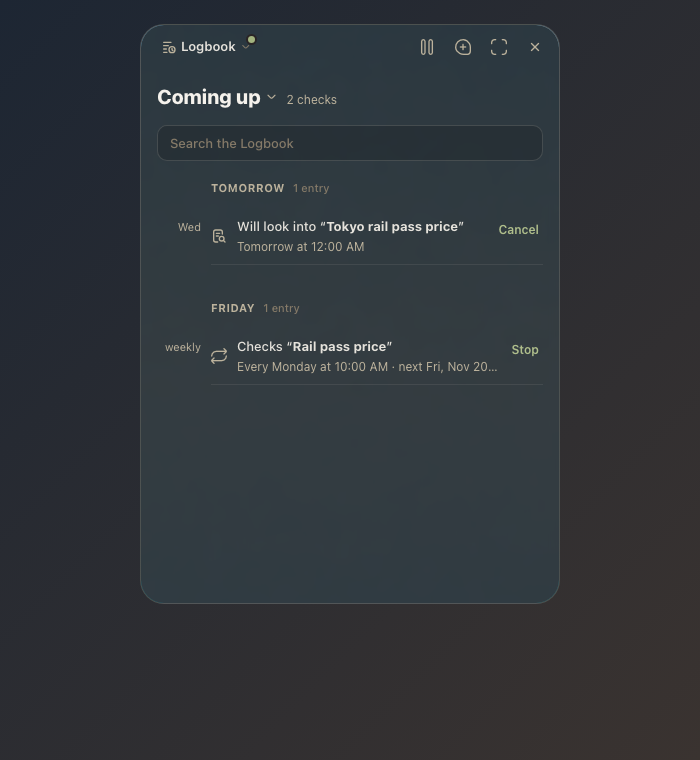 Logbook
Coming up 2 checks
Search the Logbook
TOMORROW 1 entry
Wed
Will look into “Tokyo rail pass price”
Cancel
Tomorrow at 12:00 AM
FRIDAY 1 entry
weekly
Checks “Rail pass price”
Stop
Every Monday at 10:00 AM · next Fri, Nov 20…